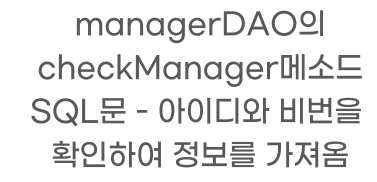 managerDAO의
checkManager메소드
SQL문 - 아이디와 비번을
확인하여 정보를 가져옴